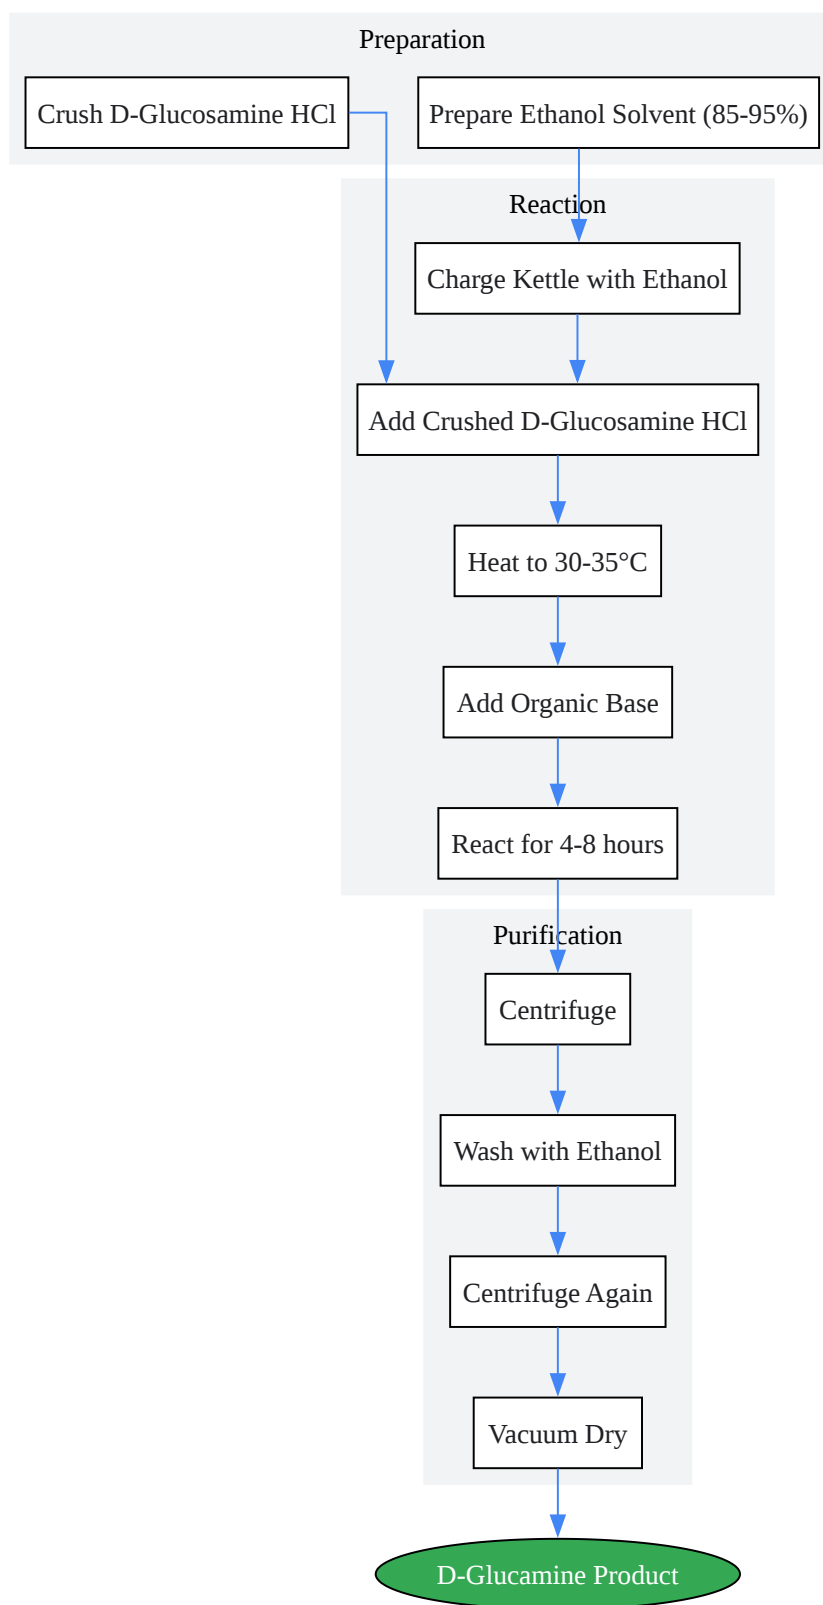 Preparation
Crush D-Glucosamine HCl
Prepare Ethanol Solvent (85-95%)
Reaction
Charge Kettle with Ethanol
Add Crushed D-Glucosamine HCl
Heat to 30-35°C
Add Organic Base
React for 4-8 hours
Purification
Centrifuge
Wash with Ethanol
Centrifuge Again
Vacuum Dry
D-Glucamine Product